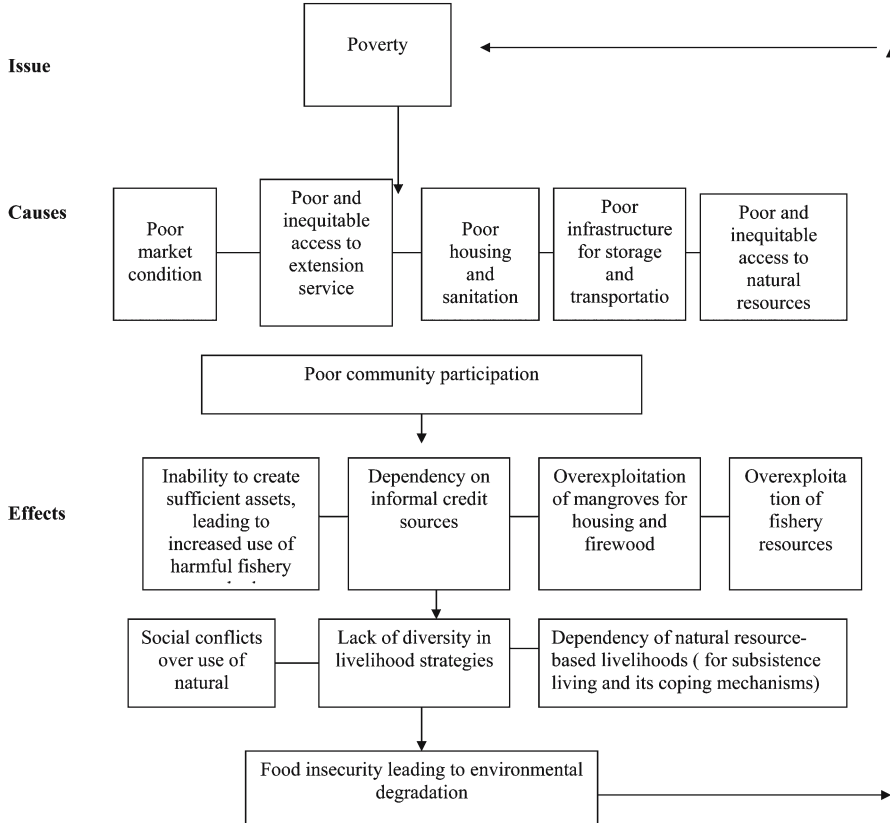 Poverty
Issue
Causes
Poor
market
condition
Poor and
inequitable
access to
extension
service
Poor
housing
and
sanitation
Poor
infrastructure
for storage
and
transportatio
Poor and
inequitable
access to
natural
resources
Poor community participation
Effects
Inability to create
sufficient assets,
leading to
increased use of
harmful fishery
Dependency on
informal credit
sources
Overexploitation
of mangroves for
housing and
firewood
Overexploita
tion of
fishery
resources
Social conflicts
over use of
natural
Lack of diversity in
livelihood strategies
Dependency of natural resource-
based livelihoods ( for subsistence
living and its coping mechanisms)
Food insecurity leading to environmental
degradation